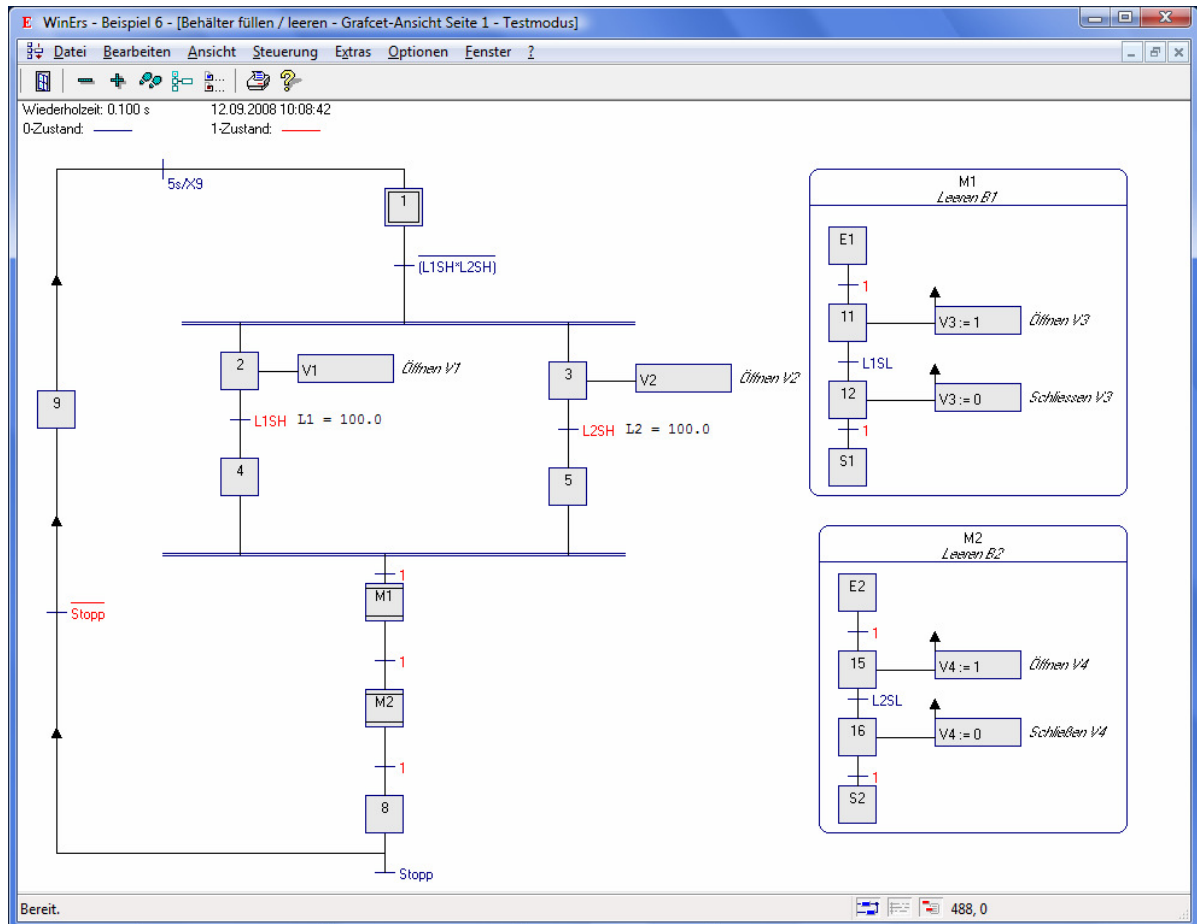 E WinErs - Beispiel 6 - [Behälter füllen / leeren - Grafcet-Ansicht Seite 1 - Testmodus]
Datei Bearbeiten Ansicht Steuerung Extras Optionen Fenster ?
Wiederholzeit: 0.100 s 12.09.2008 10:08:42
0-Zustand: 1-Zustand:
5s/X9
1
(L1SH*L2SH)
2
V1
Öffnen V1
3
V2
Öffnen V2
L1SH L1 = 100.0
L2SH L2 = 100.0
4
5
9
1
M1
1
M2
1
8
Stopp
Stopp
M1
Leeren B1
E1
1
11
V3 := 1
Öffnen V3
L1SL
12
V3 := 0
Schliessen V3
1
S1
M2
Leeren B2
E2
1
15
V4 := 1
Öffnen V4
L2SL
16
V4 := 0
Schließen V4
1
S2
Bereit.
488, 0